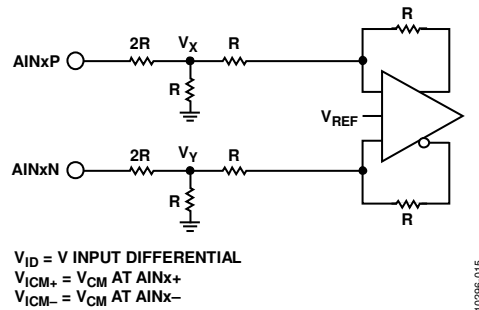 R
2R VX R
AINxP
R
VREF
2R VY R
AINxN
R
R
VID = V INPUT DIFFERENTIAL
VICM+ = VCM AT AINx+
VICM– = VCM AT AINx–
10296-015